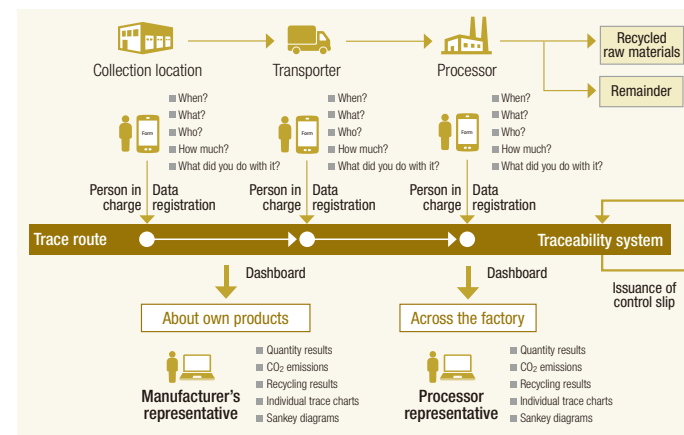 Collection location
Transporter
Processor
Recycled
raw materials
Remainder
Form
When?
What?
Who?
How much?
What did you do with it?
Form
When?
What?
Who?
How much?
What did you do with it?
Form
When?
What?
Who?
How much?
What did you do with it?
Person in
charge
Data
registration
Person in
charge
Data
registration
Person in
charge
Data
registration
Trace route
Traceability system
Dashboard
Dashboard
Issuance of
control slip
About own products
Across the factory
Manufacturer's
representative
Quantity results
CO₂ emissions
Recycling results
Individual trace charts
Sankey diagrams
Processor
representative
Quantity results
CO₂ emissions
Recycling results
Individual trace charts
Sankey diagrams